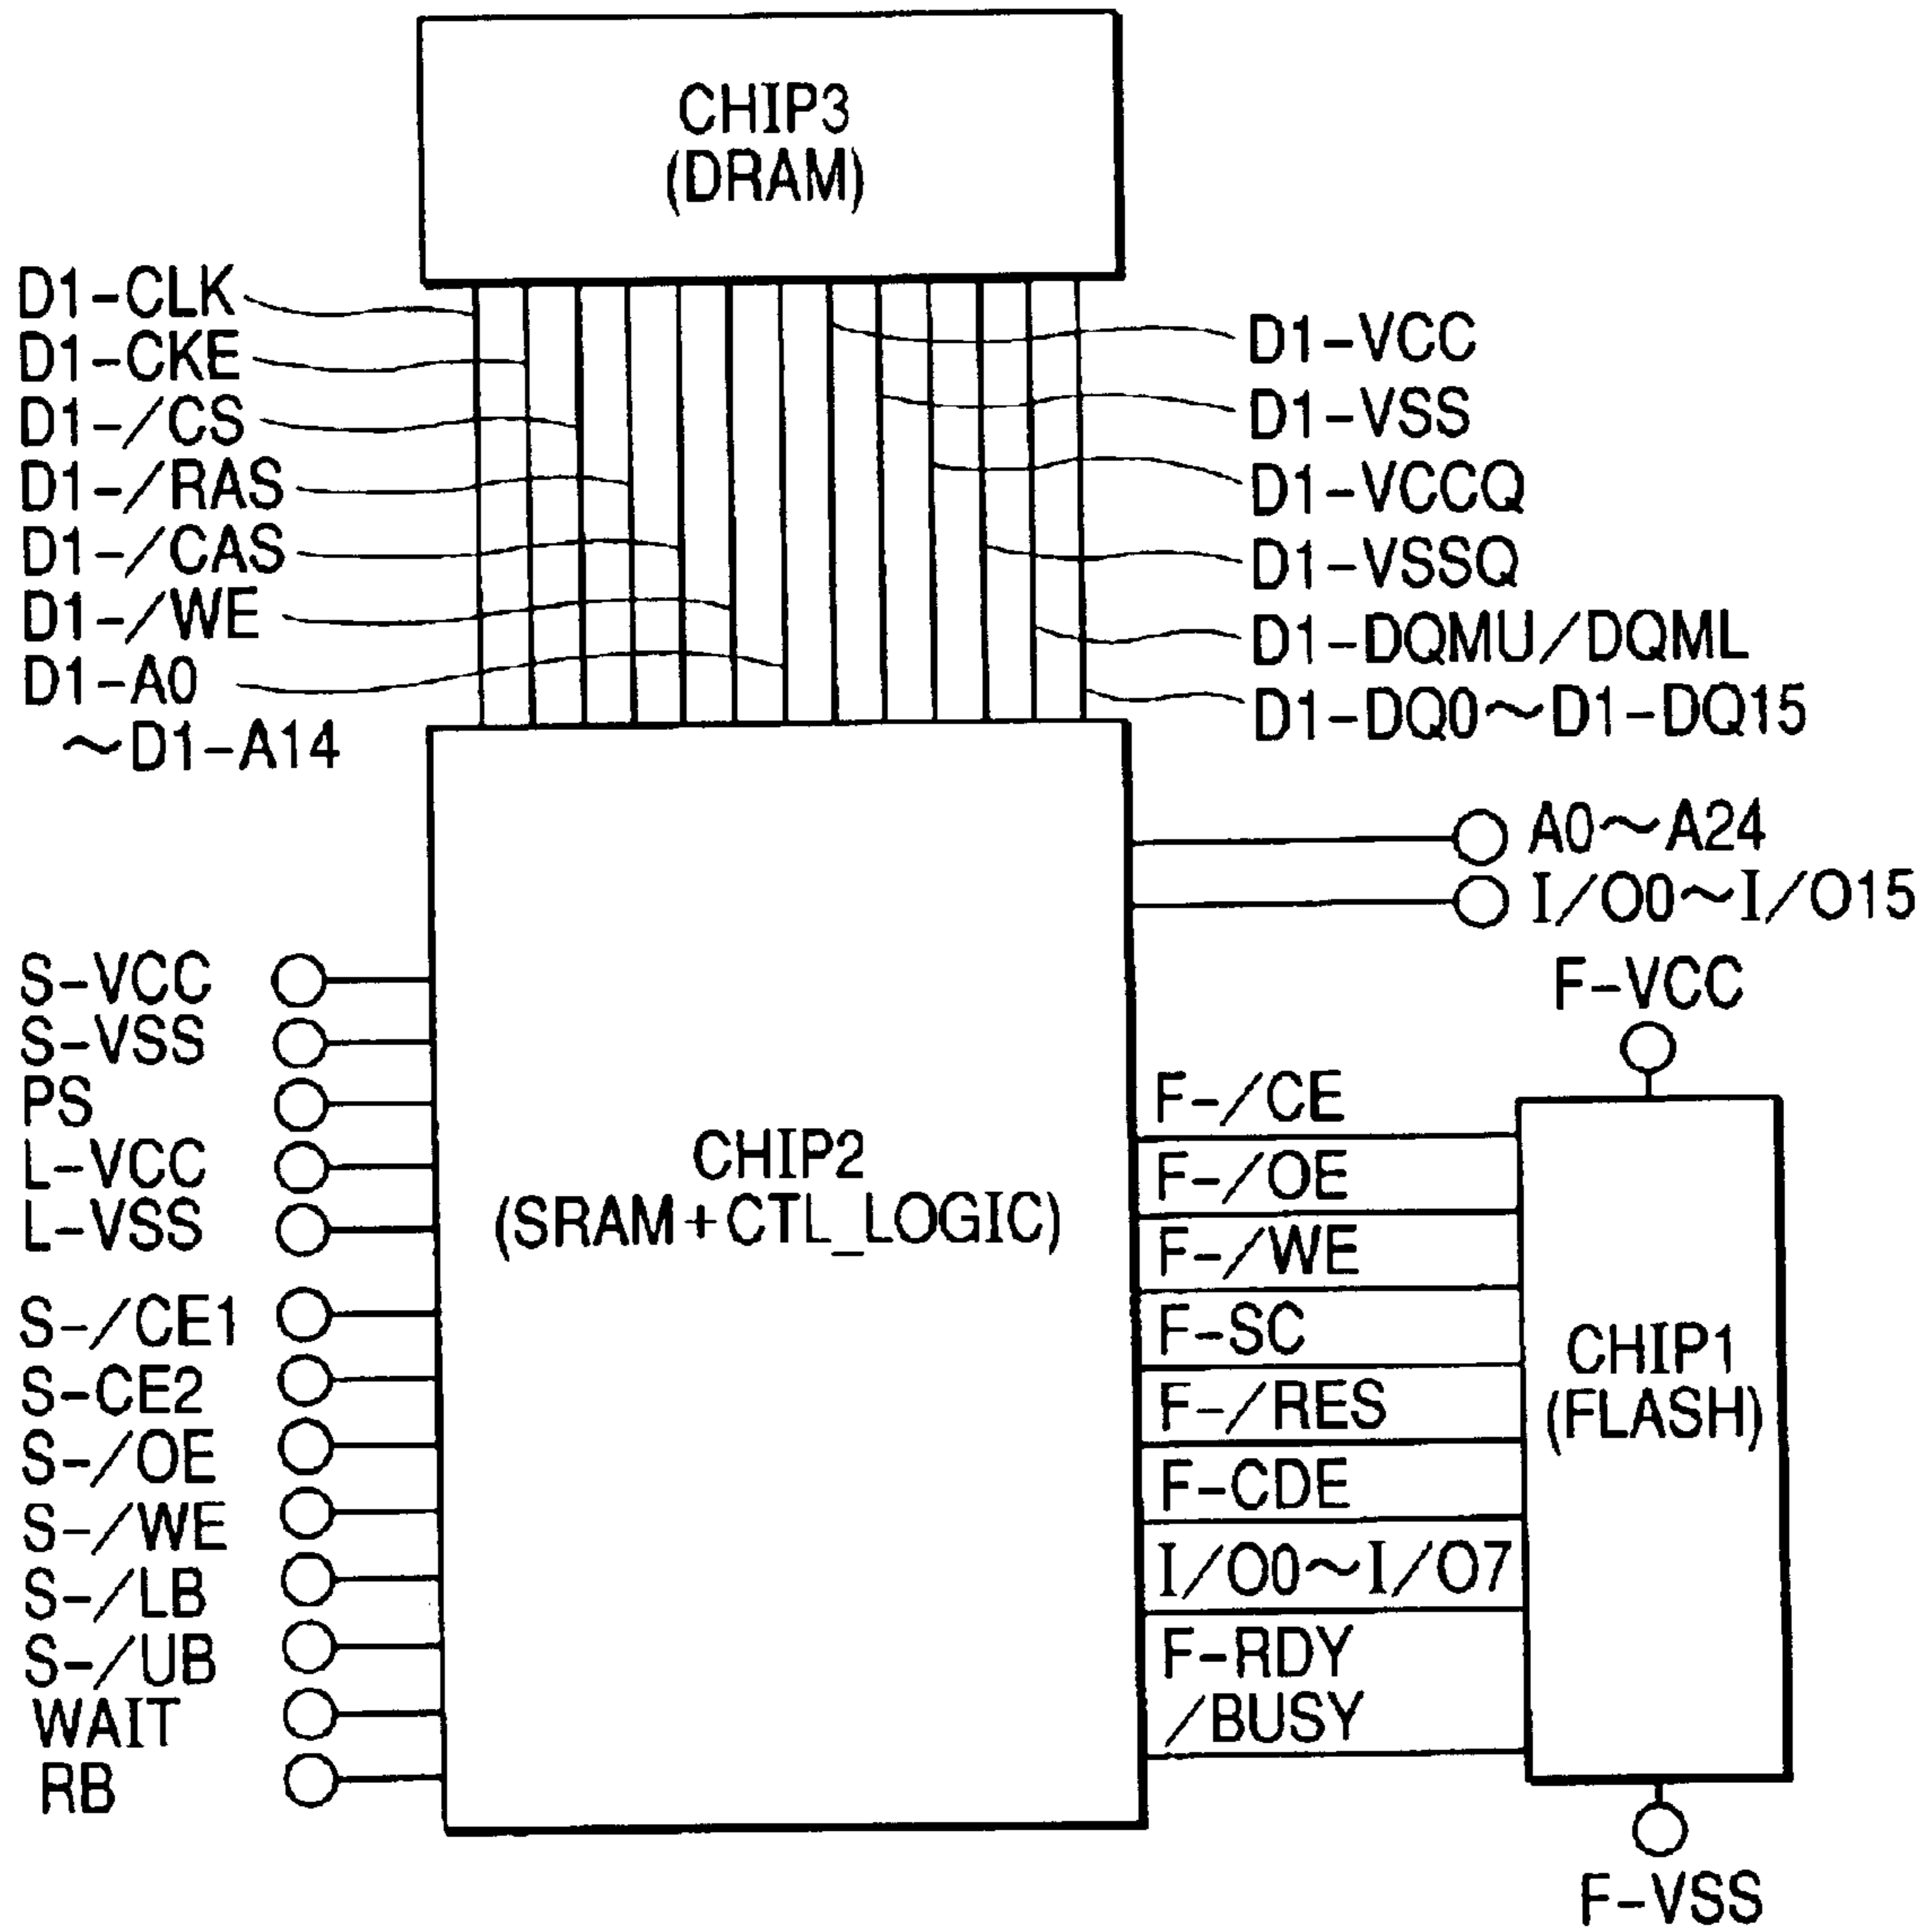 CHIP3
(DRAM)
D1-CLK
D1-CKE
D1-/CS
D1-/RAS
D1-/CAS
D1-/WE
D1-A0
~D1-A14
D1-VCC
D1-VSS
D1-VCCQ
D1-VSSQ
D1-DQMU/DQML
D1-DQ0~D1-DQ15
A0~A24
I/O0~I/O15
S-VCC
S-VSS
PS
L-VCC
L-VSS
S-/CE1
S-CE2
S-/OE
S-/WE
S-/LB
S-/UB
WAIT
RB
CHIP2
(SRAM+CTL_LOGIC)
F-/CE
F-/OE
F-/WE
F-SC
F-/RES
F-CDE
I/O0~I/O7
F-RDY
/BUSY
F-VCC
CHIP1
(FLASH)
F-VSS